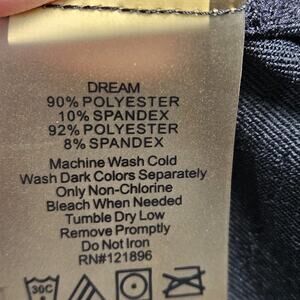 DREAM
90% POLYESTER
10% SPANDEX
92% POLYESTER
8% SPANDEX
Machine Wash Cold
Wash Dark Colors Separately
Only Non-Chlorine
Bleach When Needed
Tumble Dry Low
Remove Promptly
Do Not Iron
RN#121896
30C